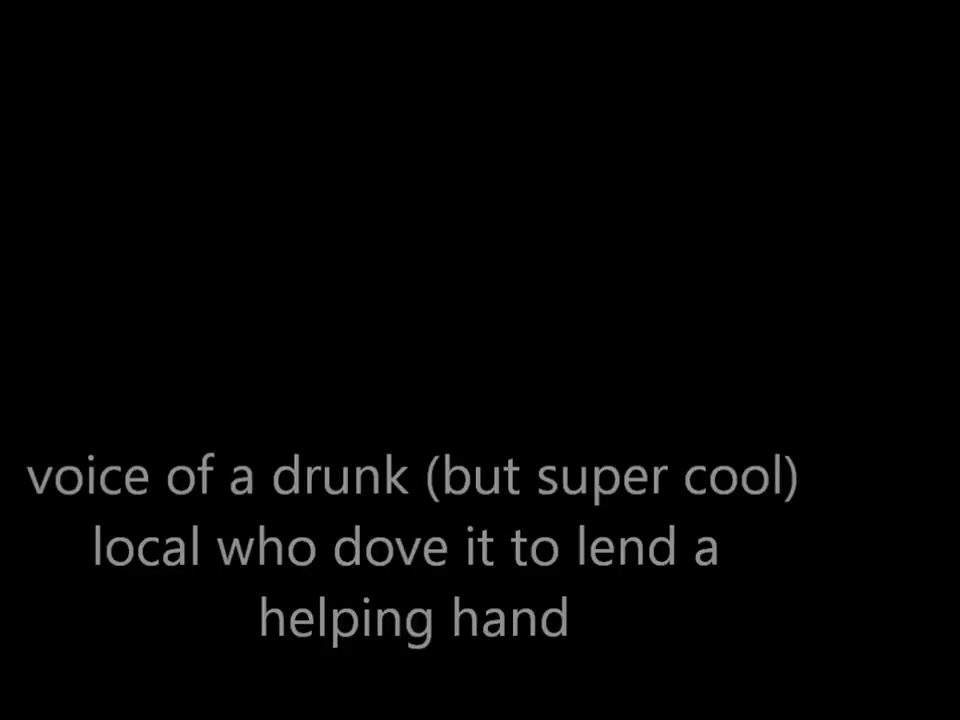 voice of a drunk (but super cool)
local who dove it to lend a
helping hand